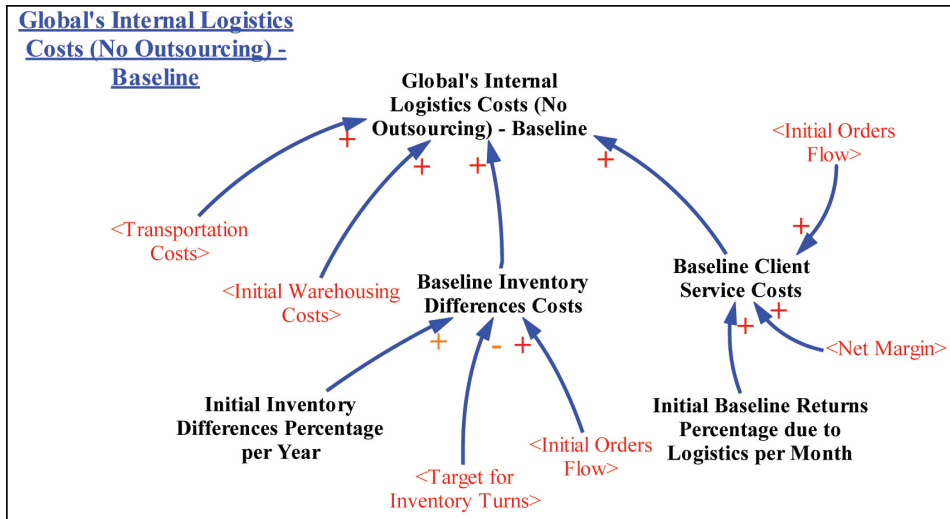 Global's Internal Logistics
Costs (No Outsourcing) -
Baseline
Global's Internal
Logistics Costs (No
Outsourcing) - Baseline
<Initial Orders
Flow>
+
+
+
+
+
<Transportation
Costs>
<Initial Warehousing
Costs>
Baseline Inventory
Differences Costs
Baseline Client
Service Costs
+
-
+
+
+
<Net Margin>
Initial Inventory
Differences Percentage
per Year
<Target for
Inventory Turns>
<Initial Orders
Flow>
Initial Baseline Returns
Percentage due to
Logistics per Month